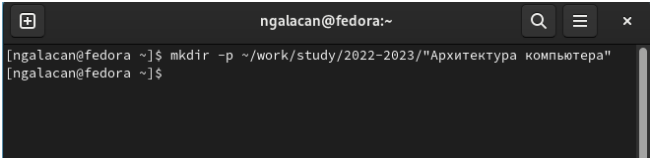 ngalacan@fedora:~
[ngalacan@fedora ~]$ mkdir -p ~/work/study/2022-2023/"Архитектура компьютера"
[ngalacan@fedora ~]$